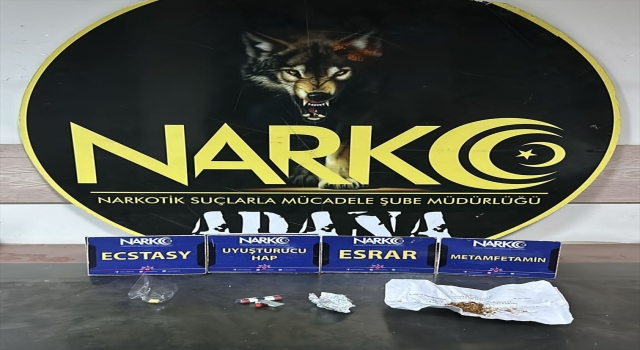 NARKO
NARKOTİK SUÇLARLA MÜCADELE ŞUBE MÜDÜRLÜĞÜ
ADANA
NARKO
ECSTASY
NARKO
UYUŞTURUCU
HAP
NARKO
ESRAR
NARKO
METAMFETAMİN